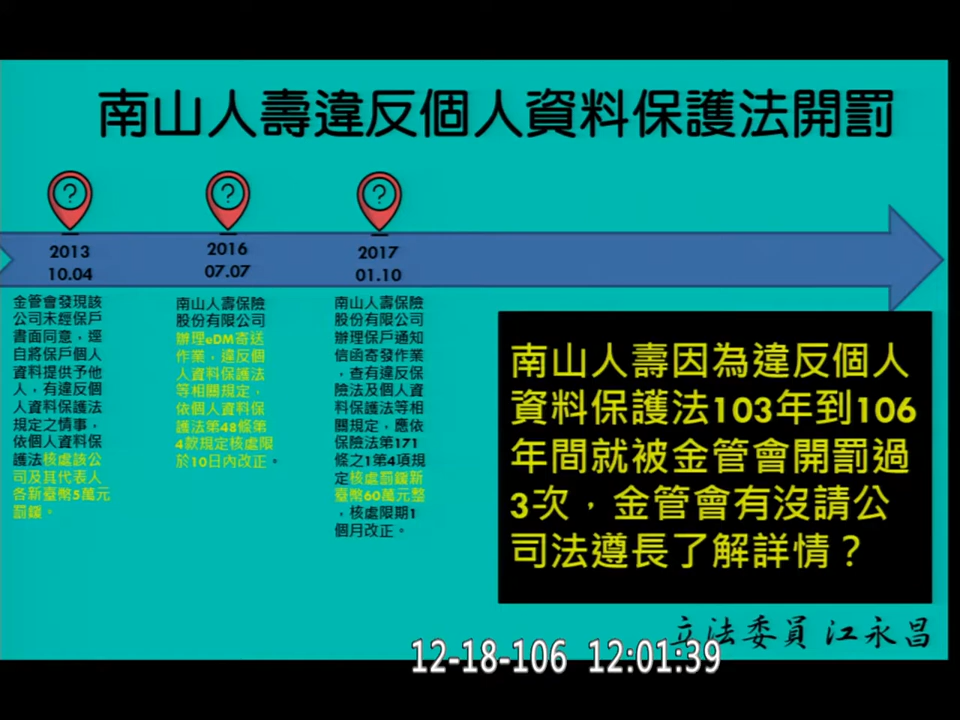 南山人壽違反個人資料保護法開罰
2013
10.04
金管會發現該
公司未經保戶
書面同意，逕
自將保戶個人
資料提供予他
人，有違反個
人資料保護法
規定之情事，
依個人資料保
護法核處該公
司及其代表人
各新臺幣5萬元
罰鍰。
2016
07.07
南山人壽保險
股份有限公司
辦理eDM寄送
作業，違反個
人資料保護法
等相關規定，
依個人資料保
護法第48條第
4款規定核處限
於10日內改正。
2017
01.10
南山人壽保險
股份有限公司
辦理保戶通知
信函寄發作業
，查有違反保
險法及個人資
料保護法等相
關規定，應依
保險法第171
條之1第4項規
定核處罰鍰新
臺幣60萬元整
，核處限期1
個月改正。
南山人壽因為違反個人
資料保護法103年到106
年間就被金管會開罰過
3次，金管會有沒請公
司法遵長了解詳情？
立法委員 江永昌
12-18-106 12:01:39